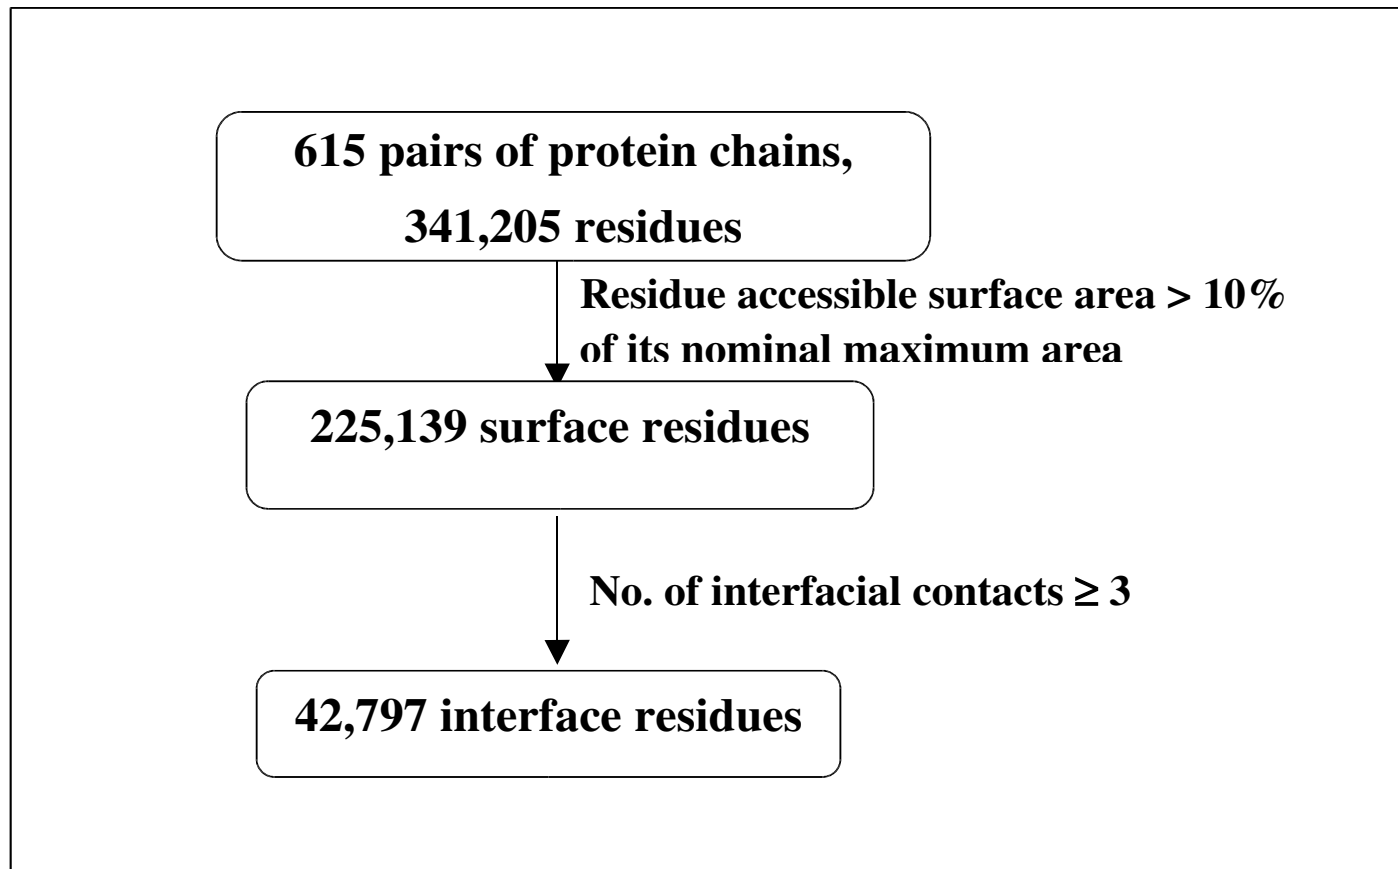 615 pairs of protein chains,
341,205 residues
Residue accessible surface area > 10%
of its nominal maximum area
225,139 surface residues
No. of interfacial contacts ≥ 3
42,797 interface residues